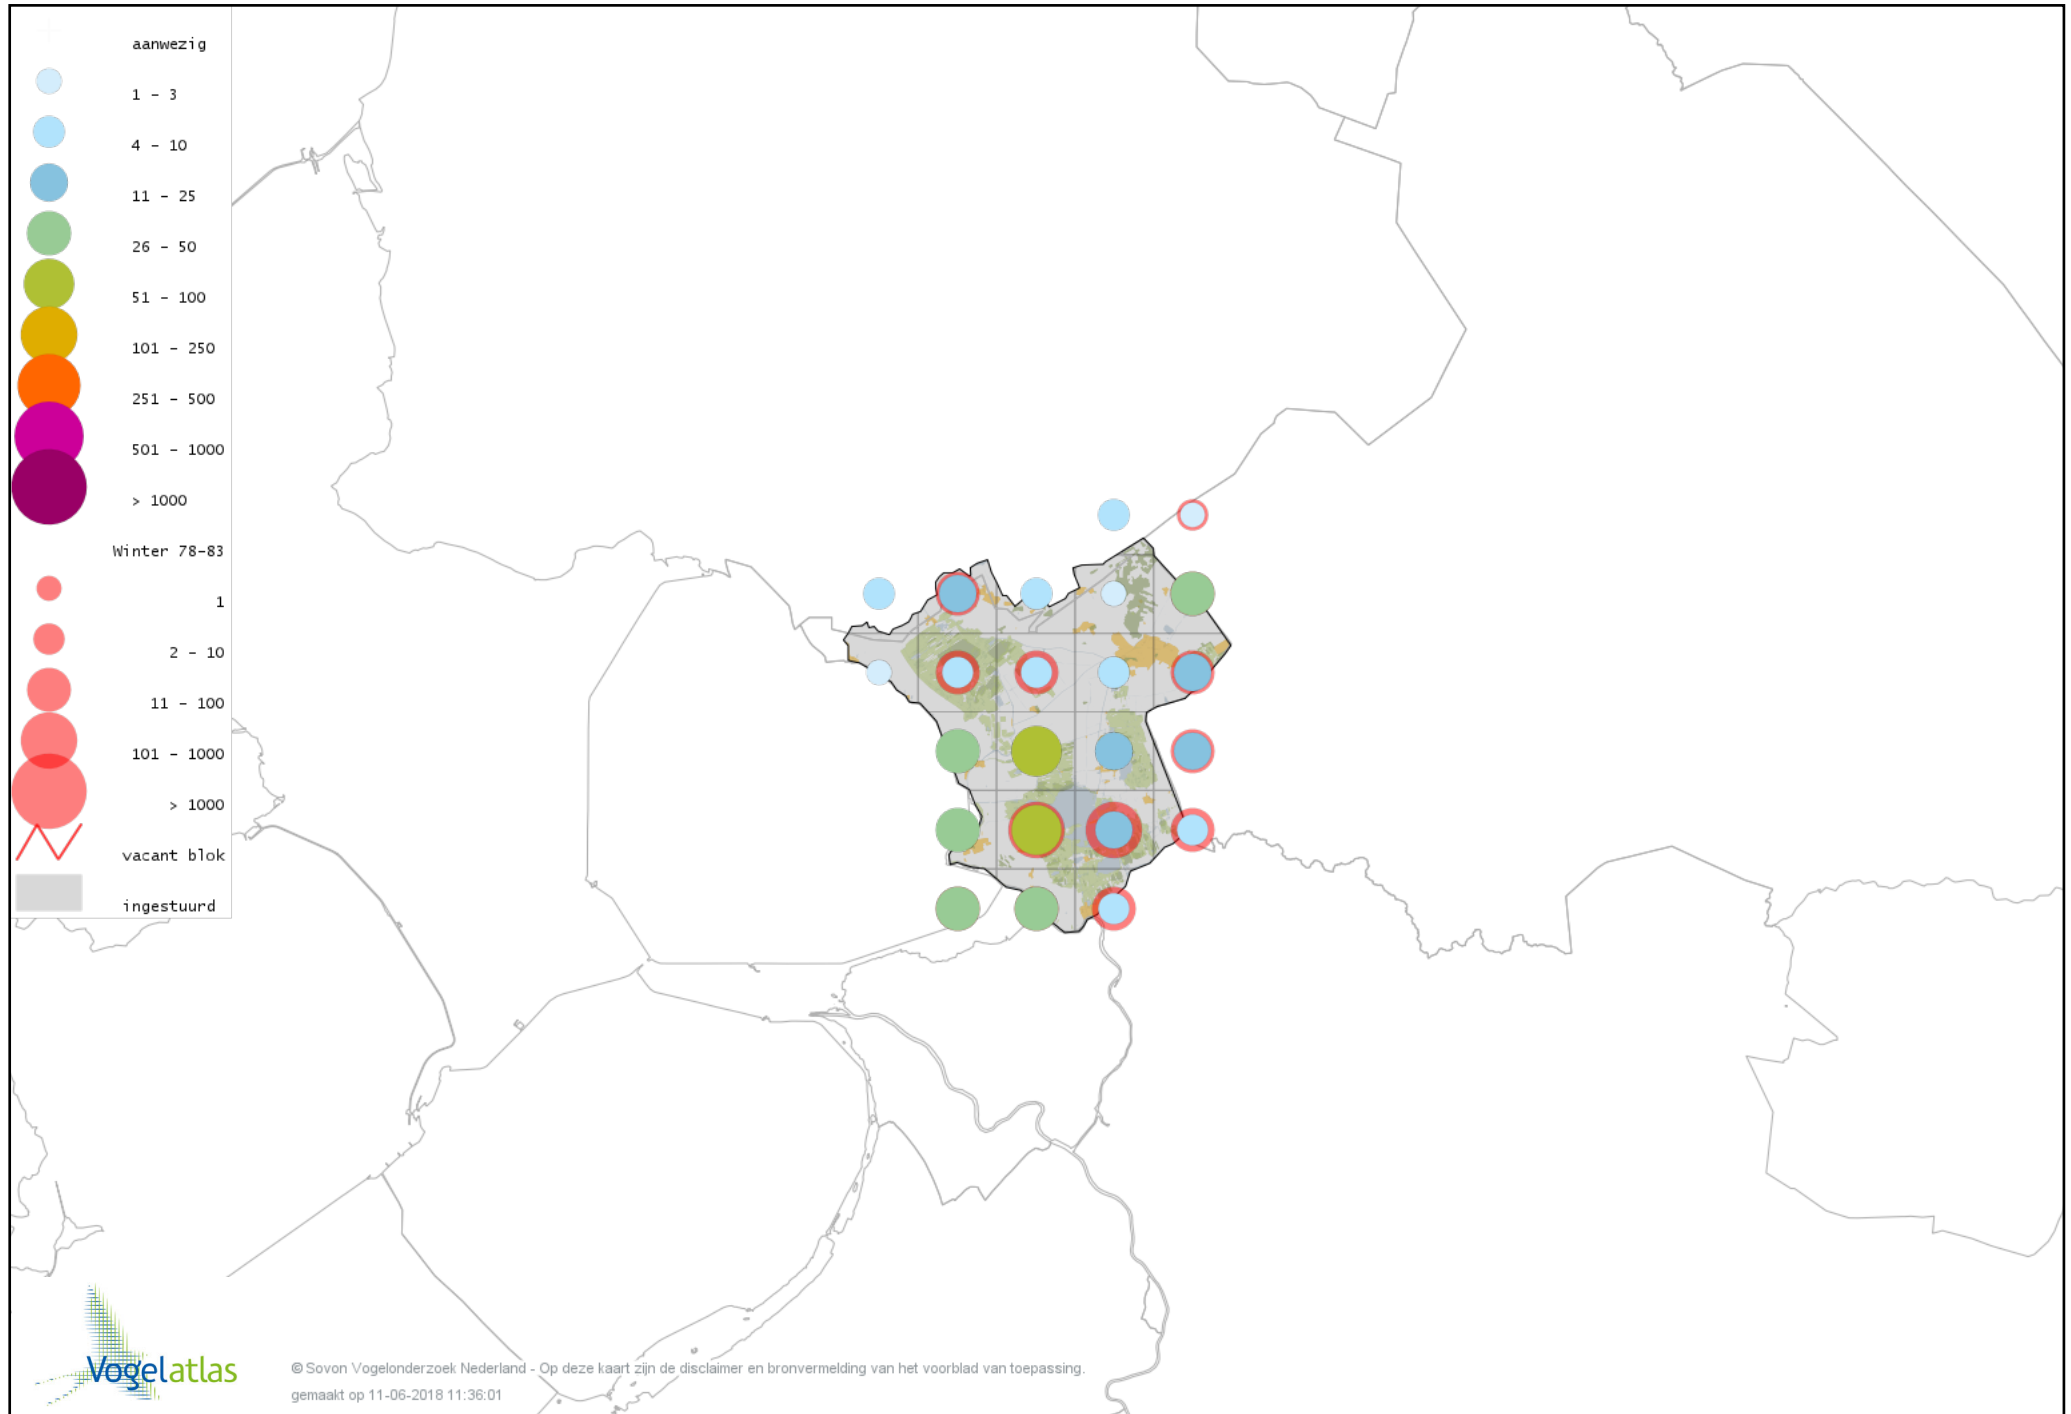 aanwezig
1 - 3
4 - 10
11 - 25
26 - 50
51 - 100
101 - 250
251 - 500
501 - 1000
> 1000
Winter 78-83
1
2 - 10
11 - 100
101 - 1000
> 1000
vacant blok
ingestuurd
Vogelatlas
© Sovon Vogelonderzoek Nederland - Op deze kaart zijn de disclaimer en bronvermelding van het voorblad van toepassing.
gemaakt op 11-06-2018 11:36:01